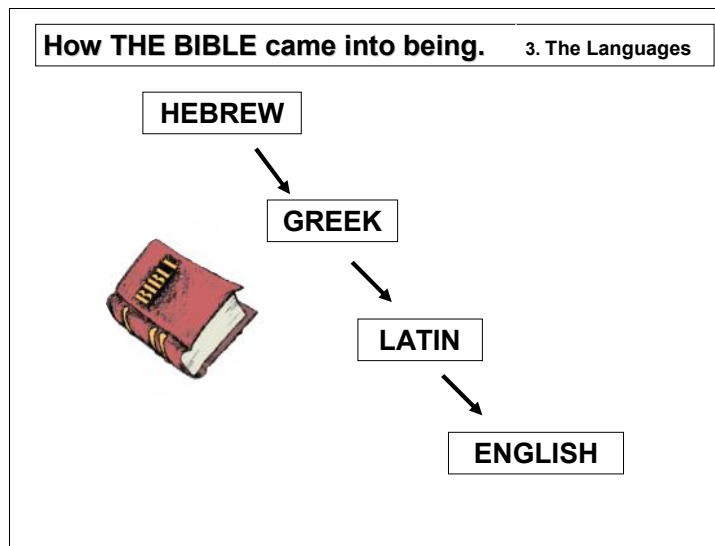 How THE BIBLE came into being. 3. The Languages
HEBREW
GREEK
BIBLE
LATIN
ENGLISH